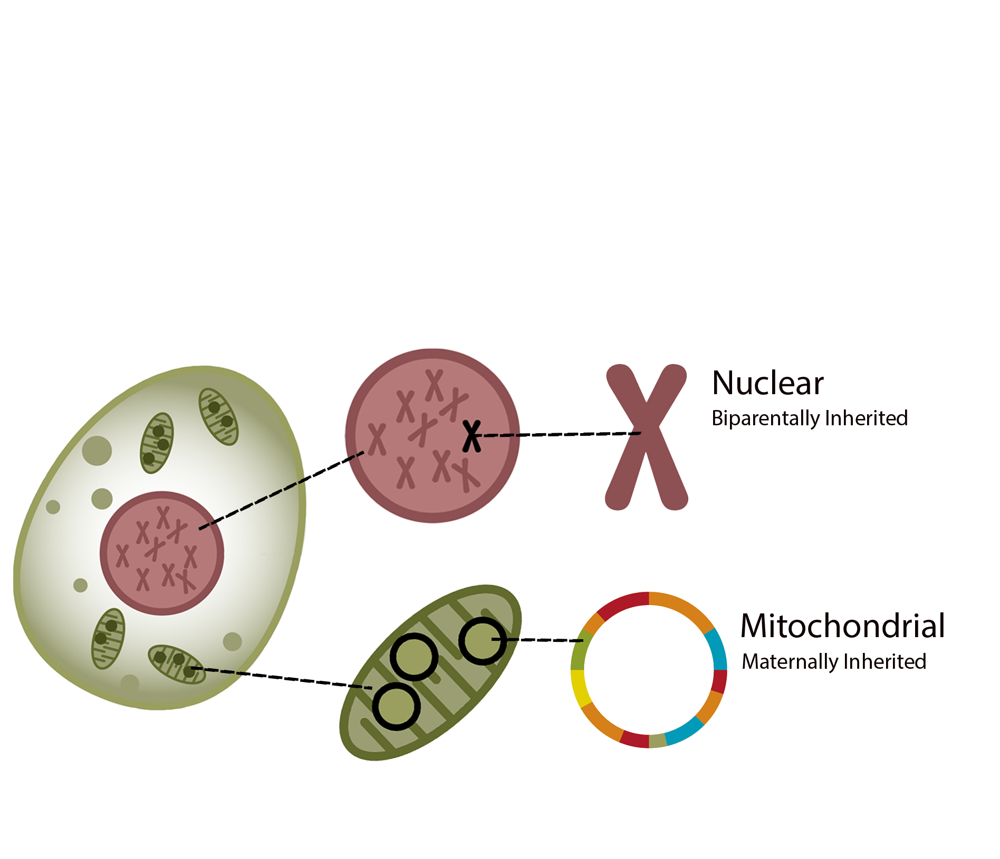 Nuclear
Biparentally Inherited
Mitochondrial
Maternally Inherited